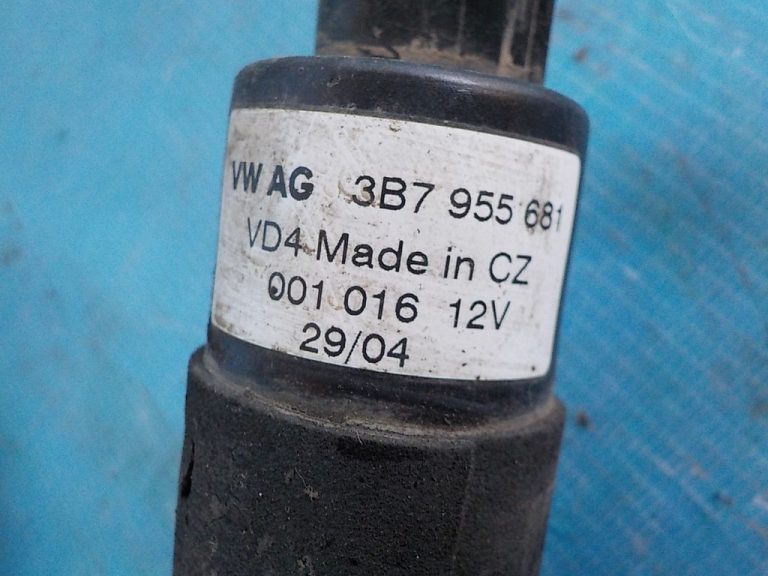 VW AG 3B7 955 681
VD4 Made in CZ
001 016 12V
29/04